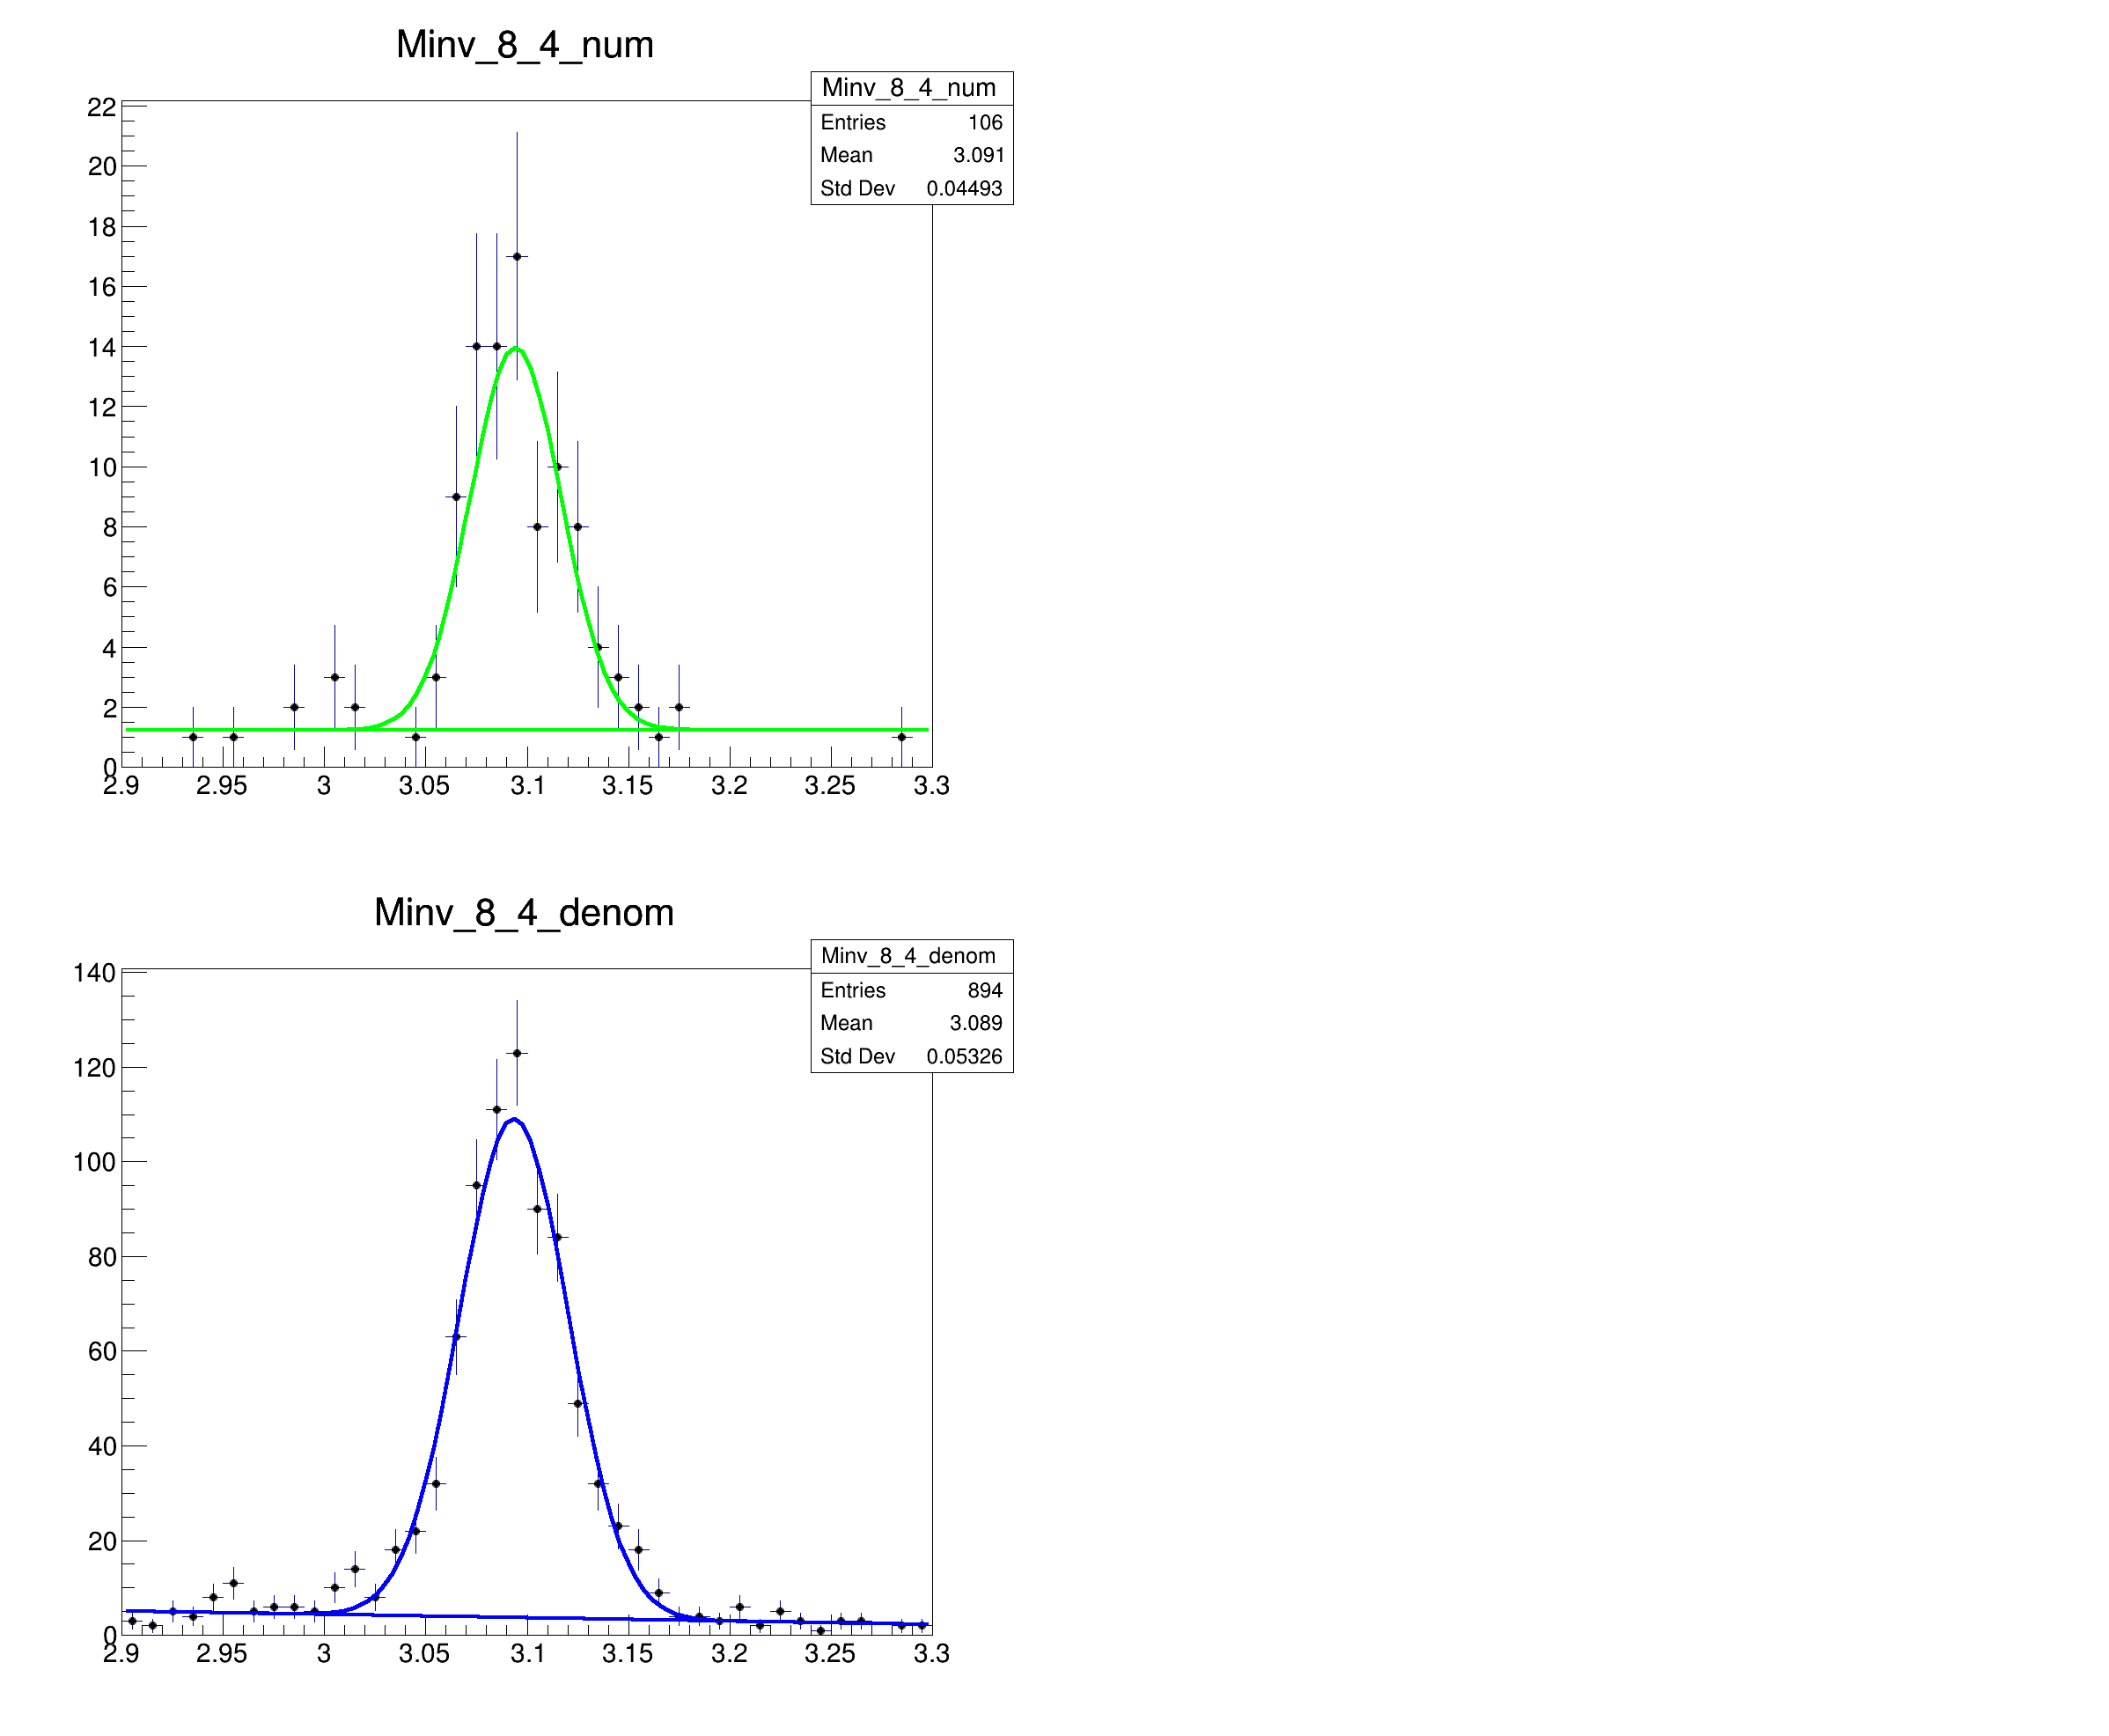 Minv_8_4_num
Minv_8_4_num
Entries 106
Mean 3.091
Std Dev 0.04493
22
20
18
16
14
12
10
8
6
4
2
0
2.9 2.95 3 3.05 3.1 3.15 3.2 3.25 3.3
Minv_8_4_denom
Minv_8_4_denom
Entries 894
Mean 3.089
Std Dev 0.05326
140
120
100
80
60
40
20
0
2.9 2.95 3 3.05 3.1 3.15 3.2 3.25 3.3